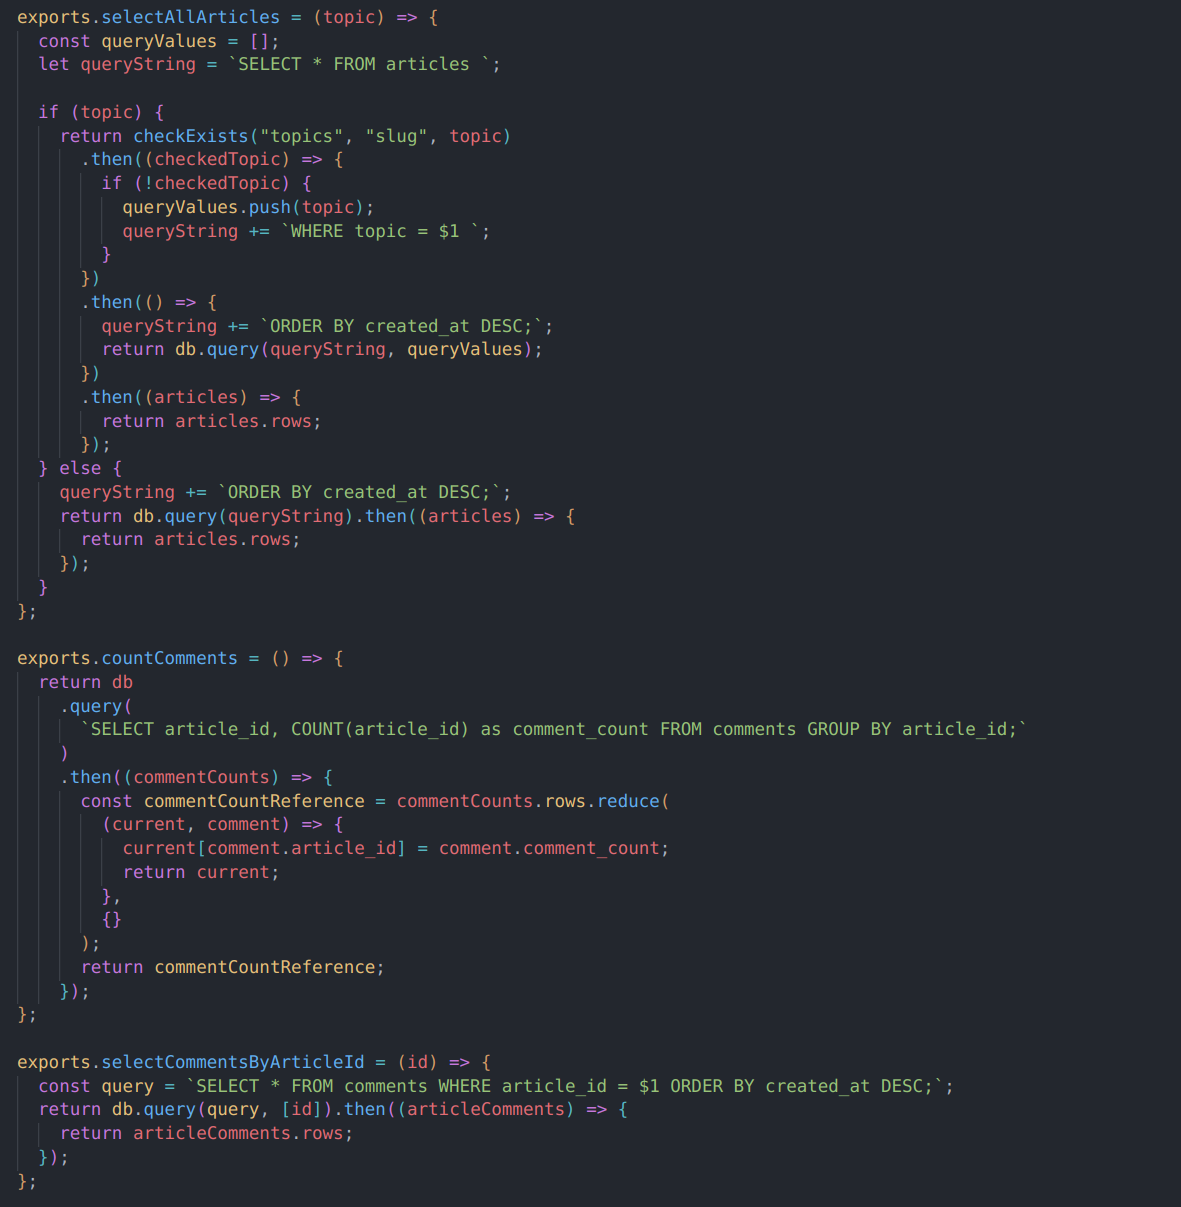 exports.selectAllArticles = (topic) => {
  const queryValues = [];
  let queryString = `SELECT * FROM articles `;

  if (topic) {
    return checkExists("topics", "slug", topic)
      .then((checkedTopic) => {
        if (!checkedTopic) {
          queryValues.push(topic);
          queryString += `WHERE topic = $1 `;
        }
      })
      .then(() => {
        queryString += `ORDER BY created_at DESC;`;
        return db.query(queryString, queryValues);
      })
      .then((articles) => {
        return articles.rows;
      });
  } else {
    queryString += `ORDER BY created_at DESC;`;
    return db.query(queryString).then((articles) => {
      return articles.rows;
    });
  }
};

exports.countComments = () => {
  return db
    .query(
      `SELECT article_id, COUNT(article_id) as comment_count FROM comments GROUP BY article_id;`
    )
    .then((commentCounts) => {
      const commentCountReference = commentCounts.rows.reduce(
        (current, comment) => {
          current[comment.article_id] = comment.comment_count;
          return current;
        },
        {}
      );
      return commentCountReference;
    });
};

exports.selectCommentsByArticleId = (id) => {
  const query = `SELECT * FROM comments WHERE article_id = $1 ORDER BY created_at DESC;`;
  return db.query(query, [id]).then((articleComments) => {
    return articleComments.rows;
  });
};